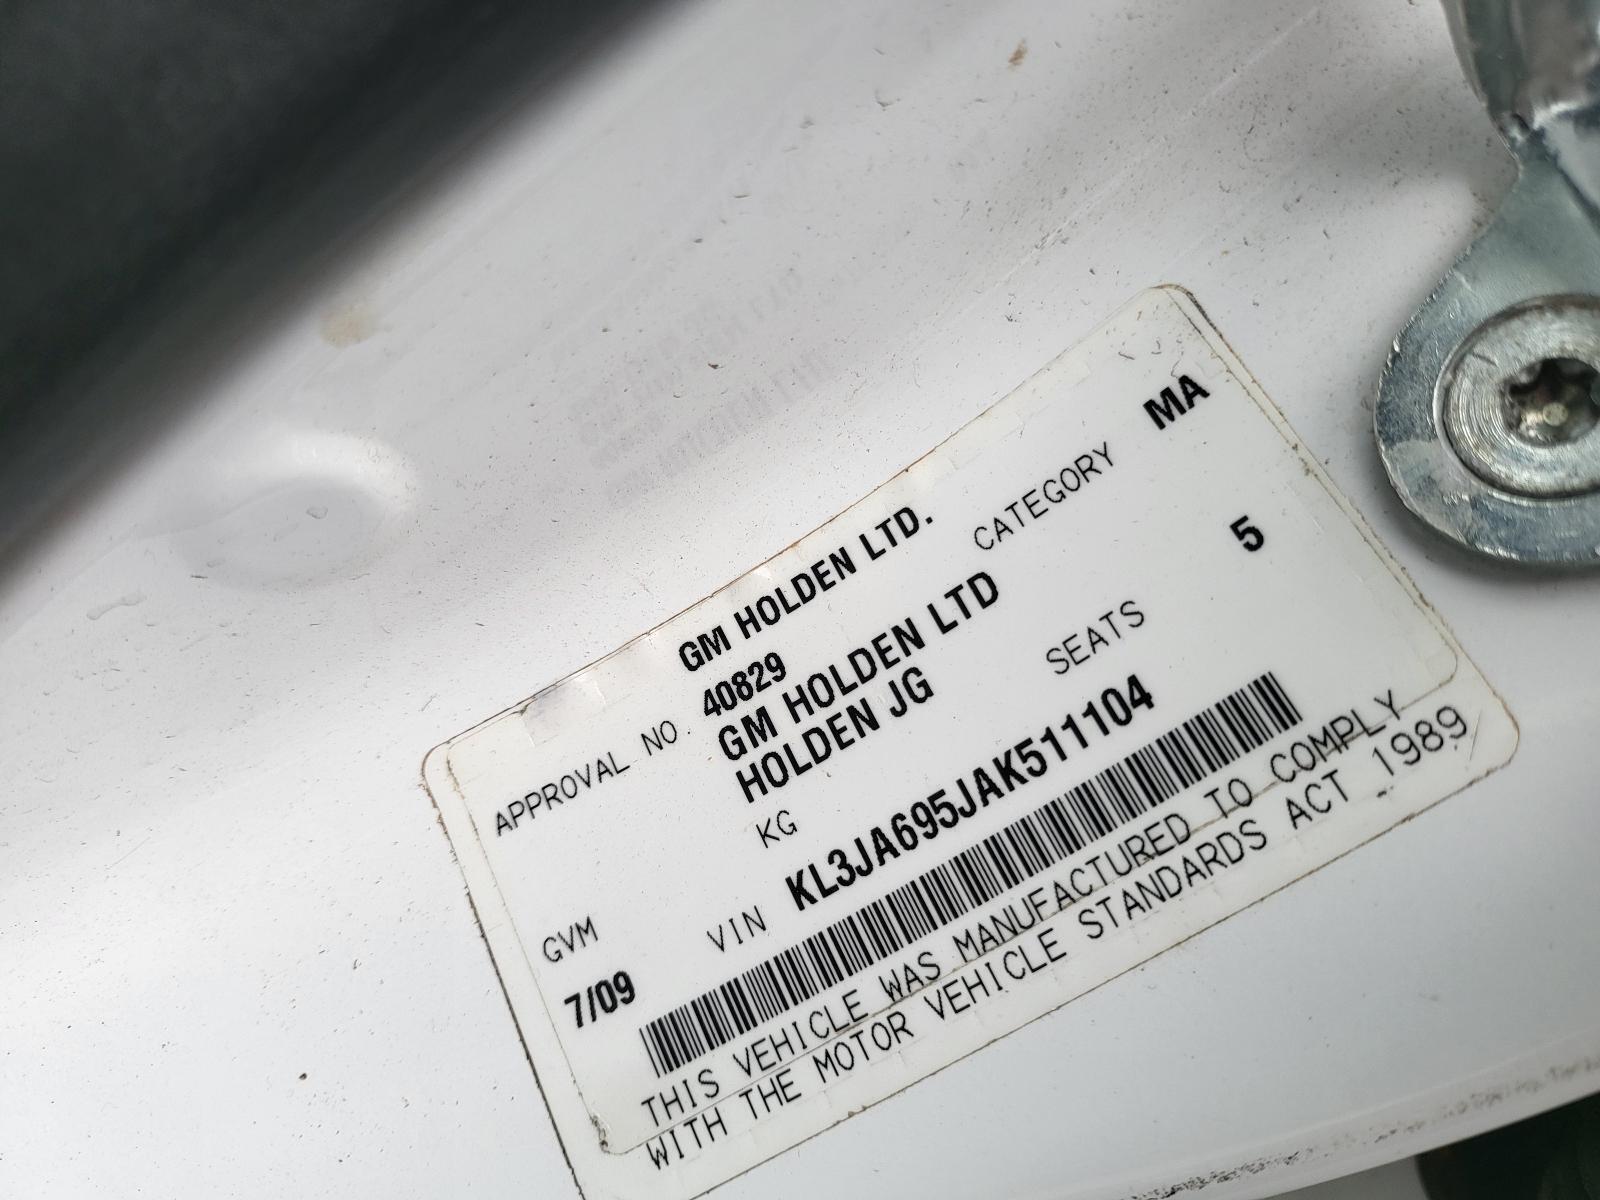 GM HOLDEN LTD.
APPROVAL NO. 40829 CATEGORY MA
GM HOLDEN LTD
HOLDEN JG SEATS 5
GVM KG
7/09 VIN KL3JA695JAK511104
THIS VEHICLE WAS MANUFACTURED TO COMPLY
WITH THE MOTOR VEHICLE STANDARDS ACT 1989